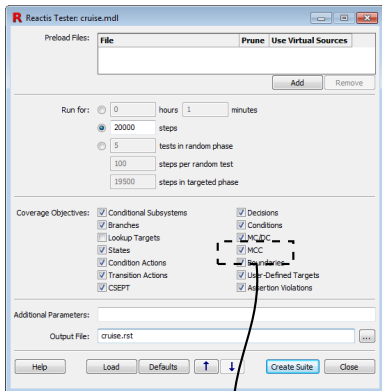 R Reactis Tester: cruise.mdl
Preload Files:
File Prune Use Virtual Sources
Add Remove
Run for: 0 hours 1 minutes
20000 steps
5 tests in random phase
100 steps per random test
19500 steps in targeted phase
Coverage Objectives: Conditional Subsystems Decisions
Branches Conditions
Lookup Targets MC/DC
States MCC
Condition Actions Boundaries
Transition Actions User-Defined Targets
CSEPT Assertion Violations
Additional Parameters:
Output File: cruise.rst ...
Help Load Defaults ↑ ↓ Create Suite Close